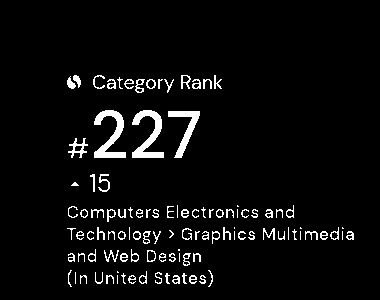 Category Rank
#227
15
Computers Electronics and
Technology > Graphics Multimedia
and Web Design
(In United States)